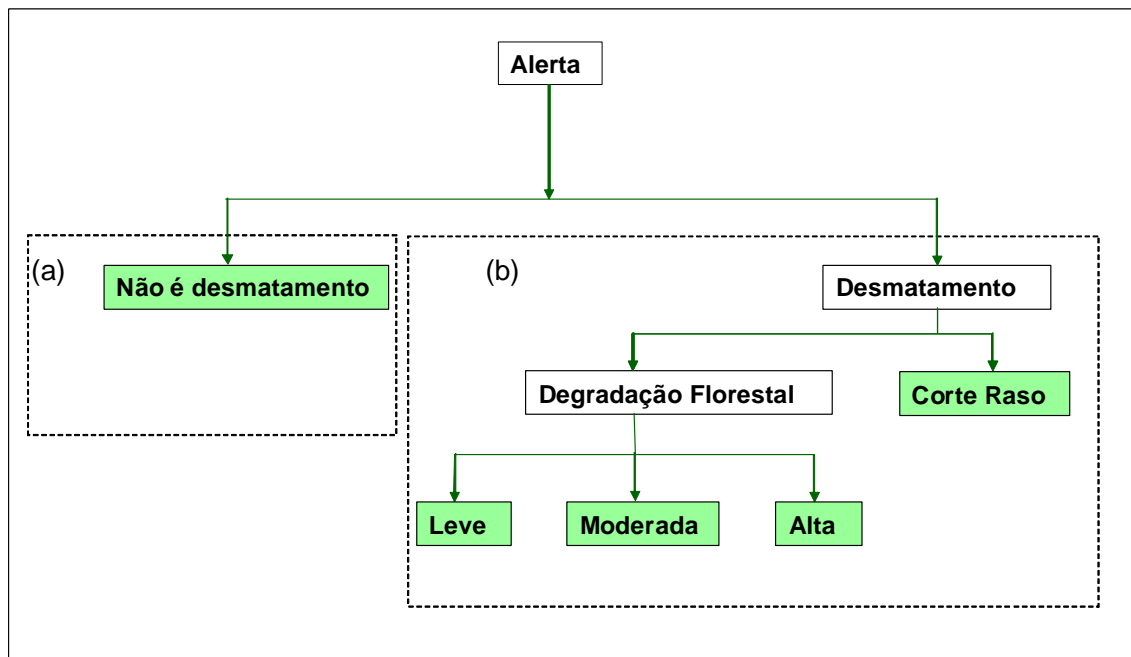 Alerta
(a)
Não é desmatamento
(b)
Desmatamento
Degradação Florestal
Corte Raso
Leve
Moderada
Alta